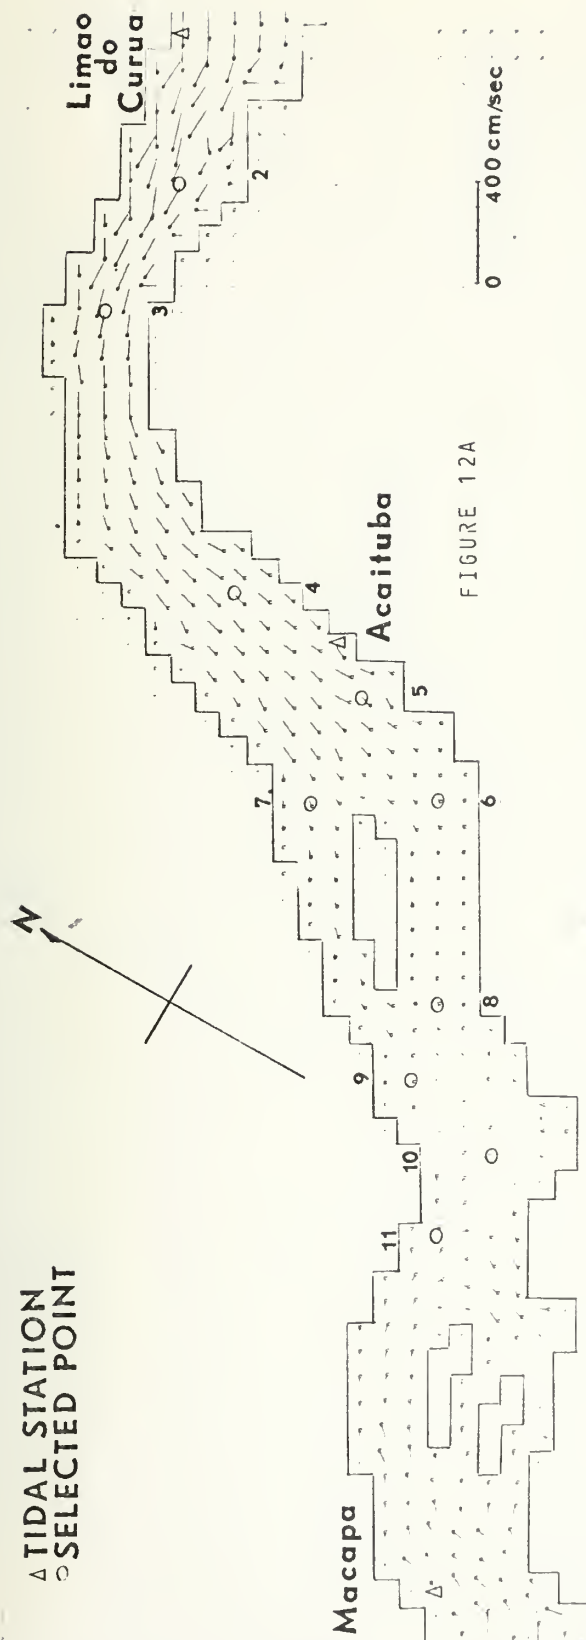 △ TIDAL STATION
○ SELECTED POINT
N
Limao
do
Curua
2
3
4
Acaituba
5
6
7
8
9
10
11
Macapa
0 400 cm/sec
FIGURE 12A